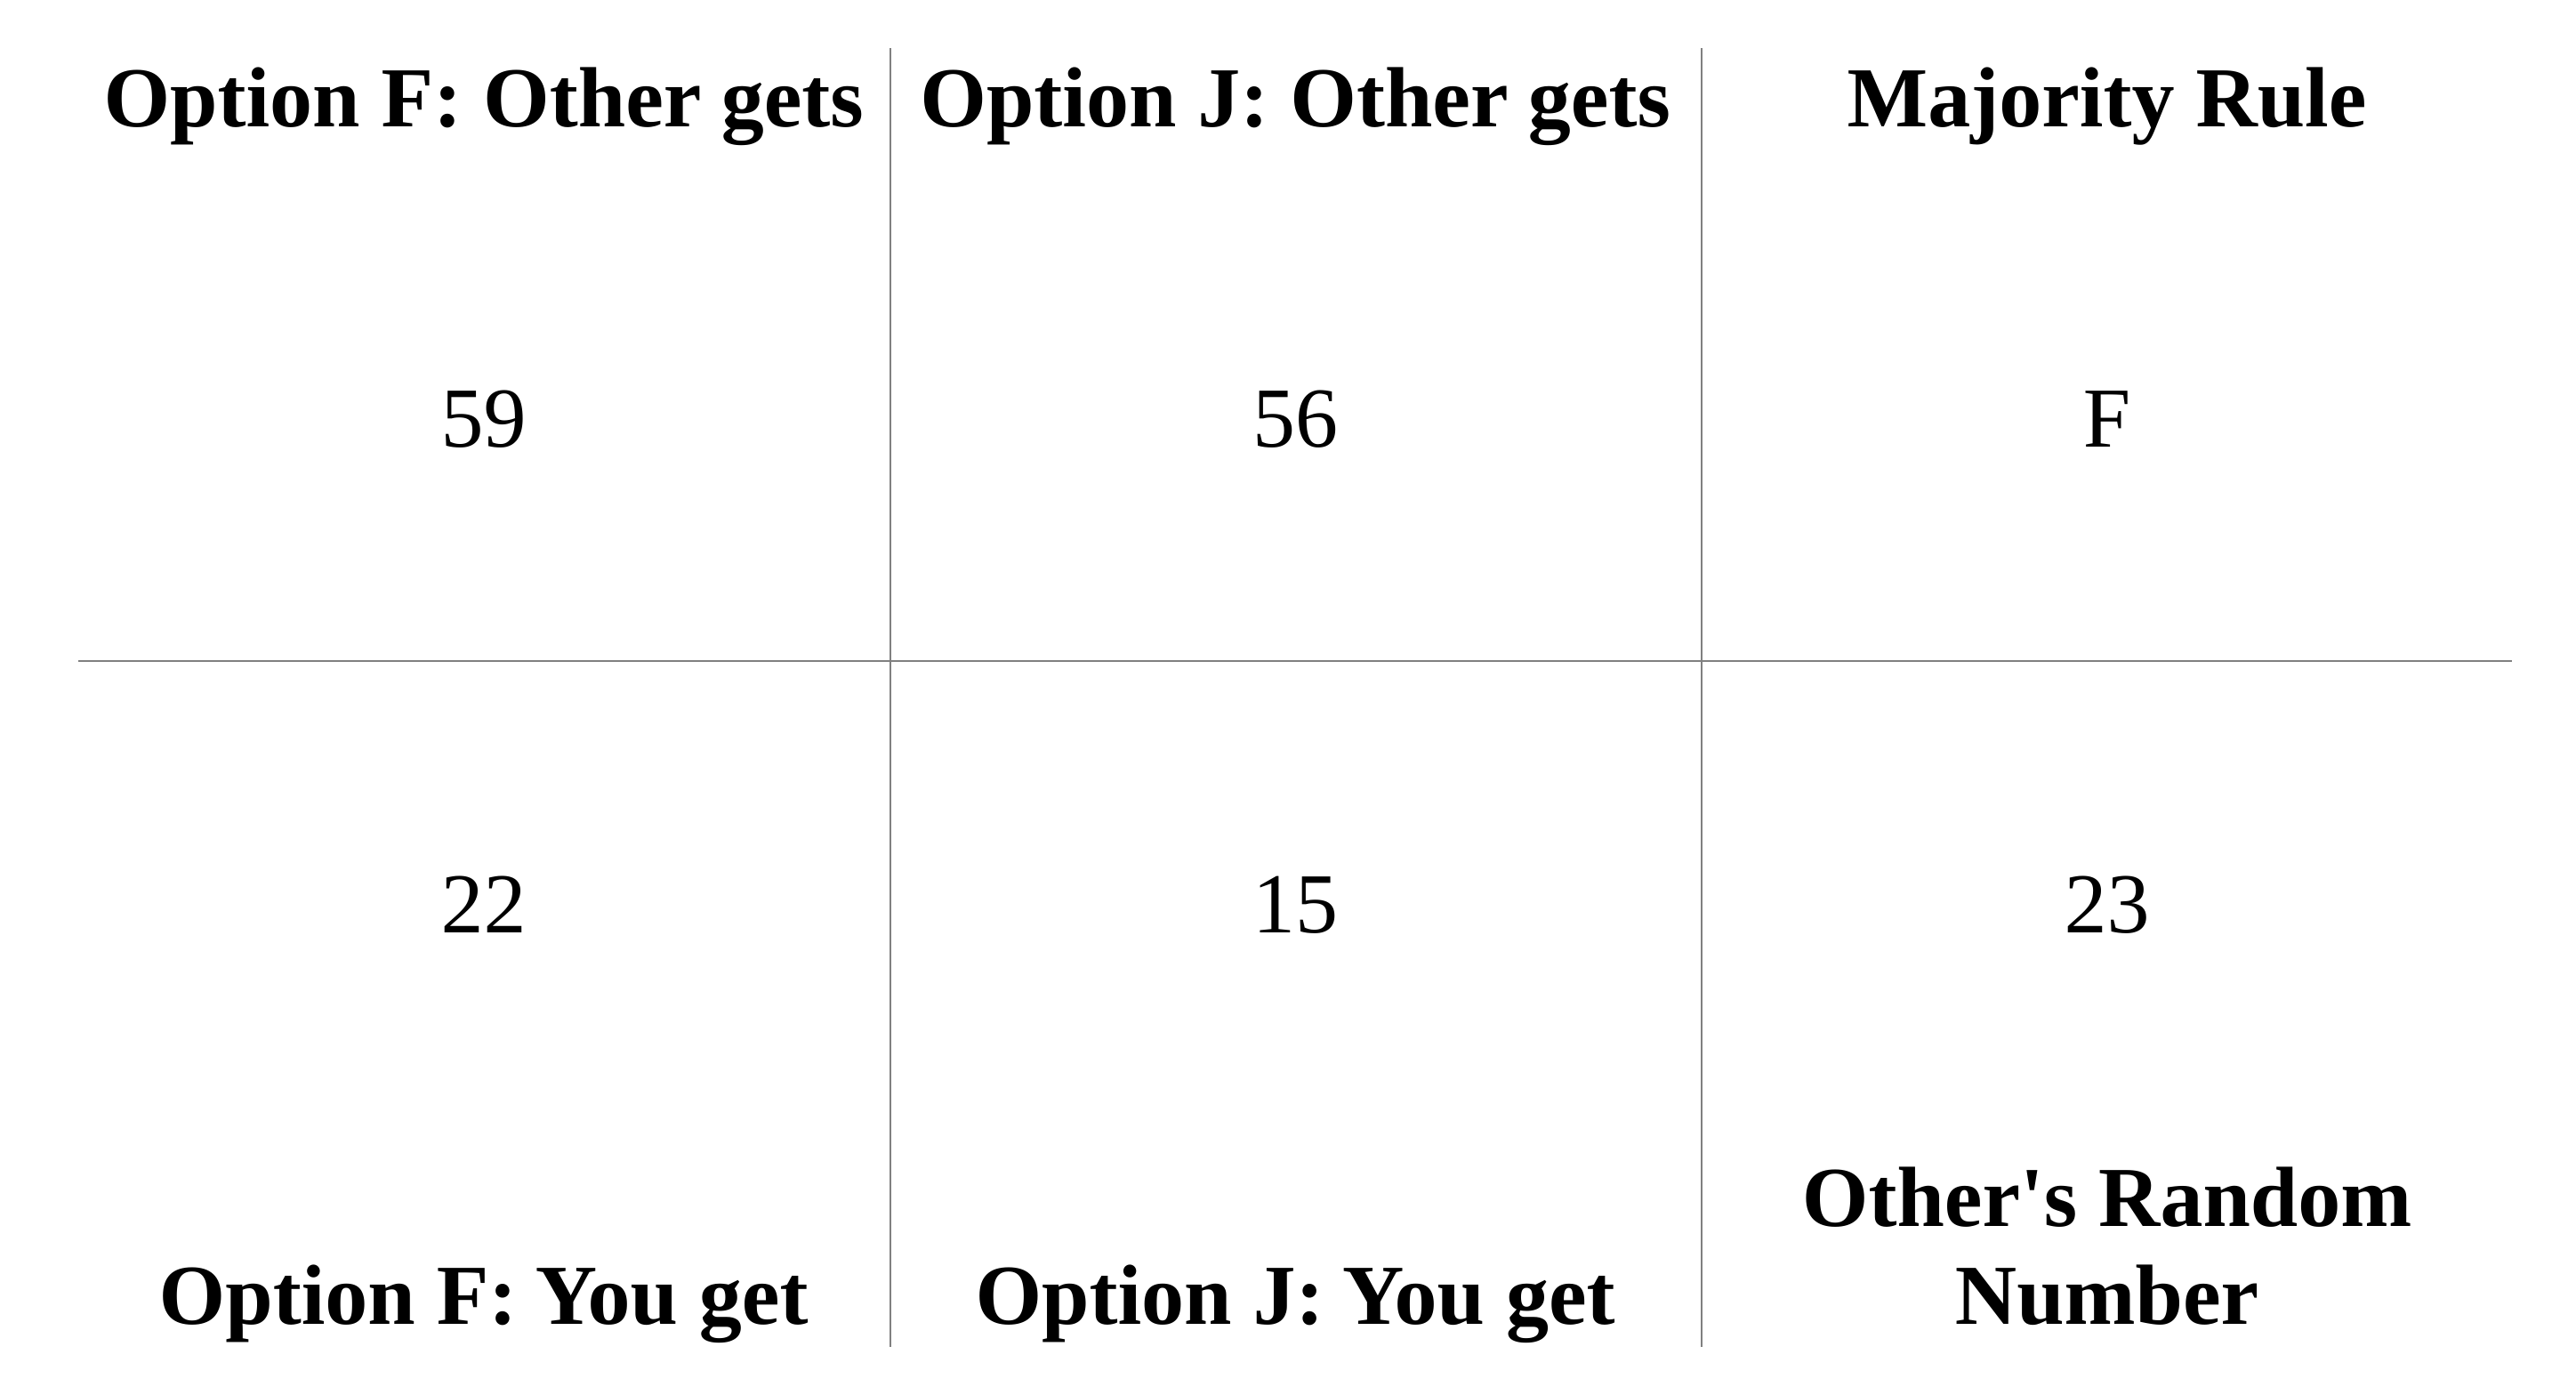 Option F: Other gets
Option J: Other gets
Majority Rule
59
56
F
22
15
23
Option F: You get
Option J: You get
Other's Random
Number